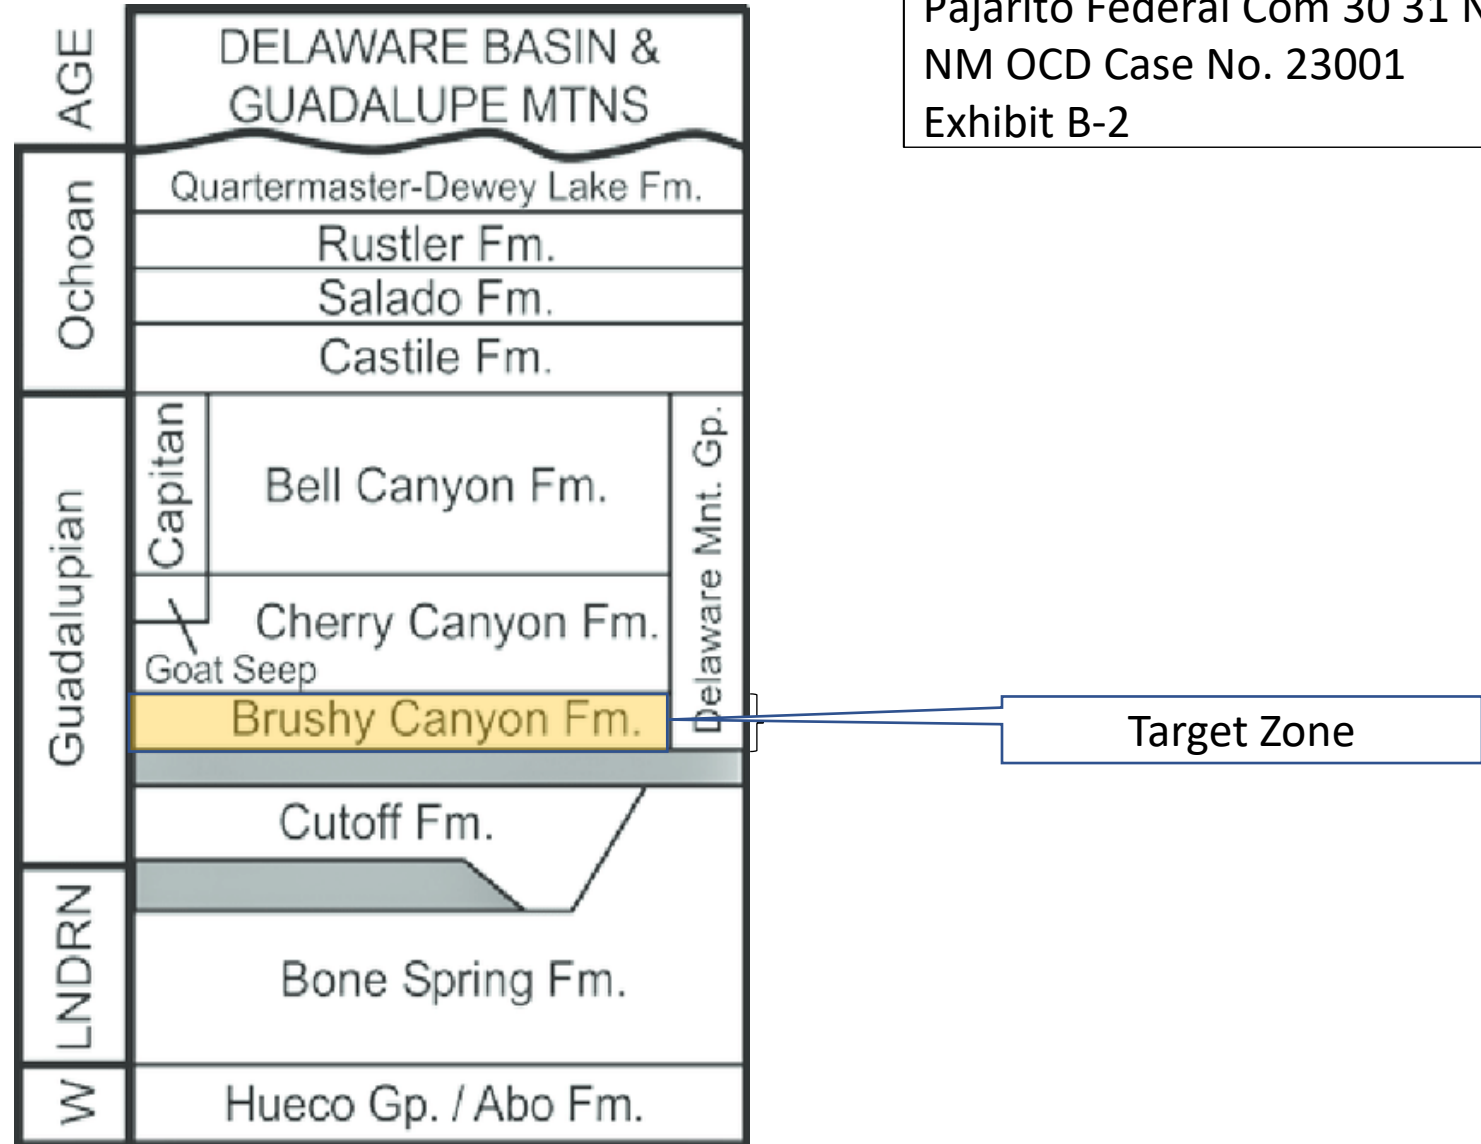 Pajarito Federal Com 30 31 N
NM OCD Case No. 23001
Exhibit B-2
AGE
DELAWARE BASIN &
GUADALUPE MTNS
Ochoan
Quartermaster-Dewey Lake Fm.
Rustler Fm.
Salado Fm.
Castile Fm.
Guadalupian
Capitan
Bell Canyon Fm.
Delaware Mnt. Gp.
Cherry Canyon Fm.
Goat Seep
Brushy Canyon Fm.
Target Zone
Cutoff Fm.
LNDRN
Bone Spring Fm.
W
Hueco Gp. / Abo Fm.